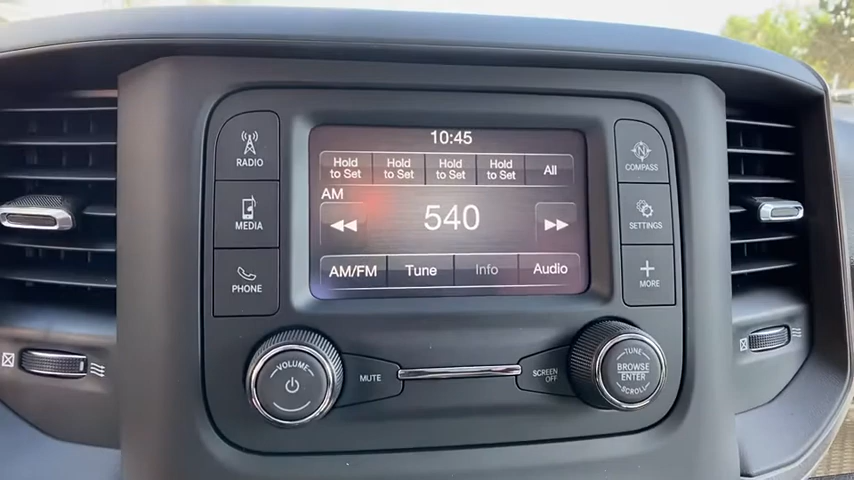 10:45
RADIO
MEDIA
PHONE
Hold to Set
Hold to Set
Hold to Set
Hold to Set
All
AM
540
AM/FM
Tune
Info
Audio
N
COMPASS
SETTINGS
MORE
VOLUME
MUTE
SCREEN
OFF
TUNE
BROWSE
ENTER
SCROLL